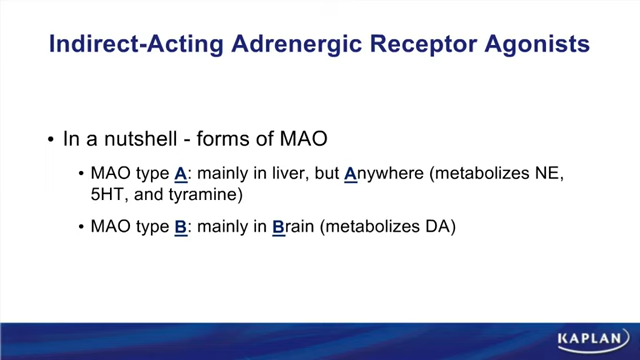 Indirect-Acting Adrenergic Receptor Agonists
• In a nutshell - forms of MAO
• MAO type A: mainly in liver, but Anywhere (metabolizes NE,
5HT, and tyramine)
• MAO type B: mainly in Brain (metabolizes DA)
KAPLAN